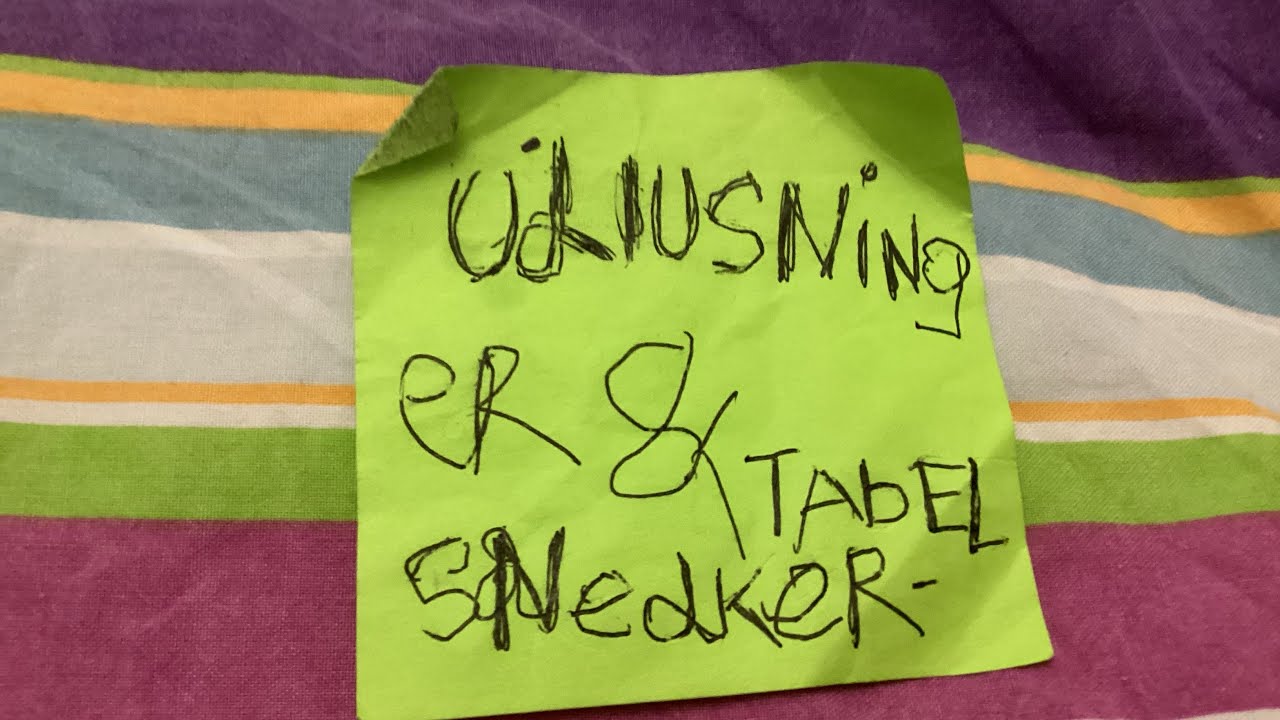 UdlUSNiNg
eR & TAbEL
SNedKeR-